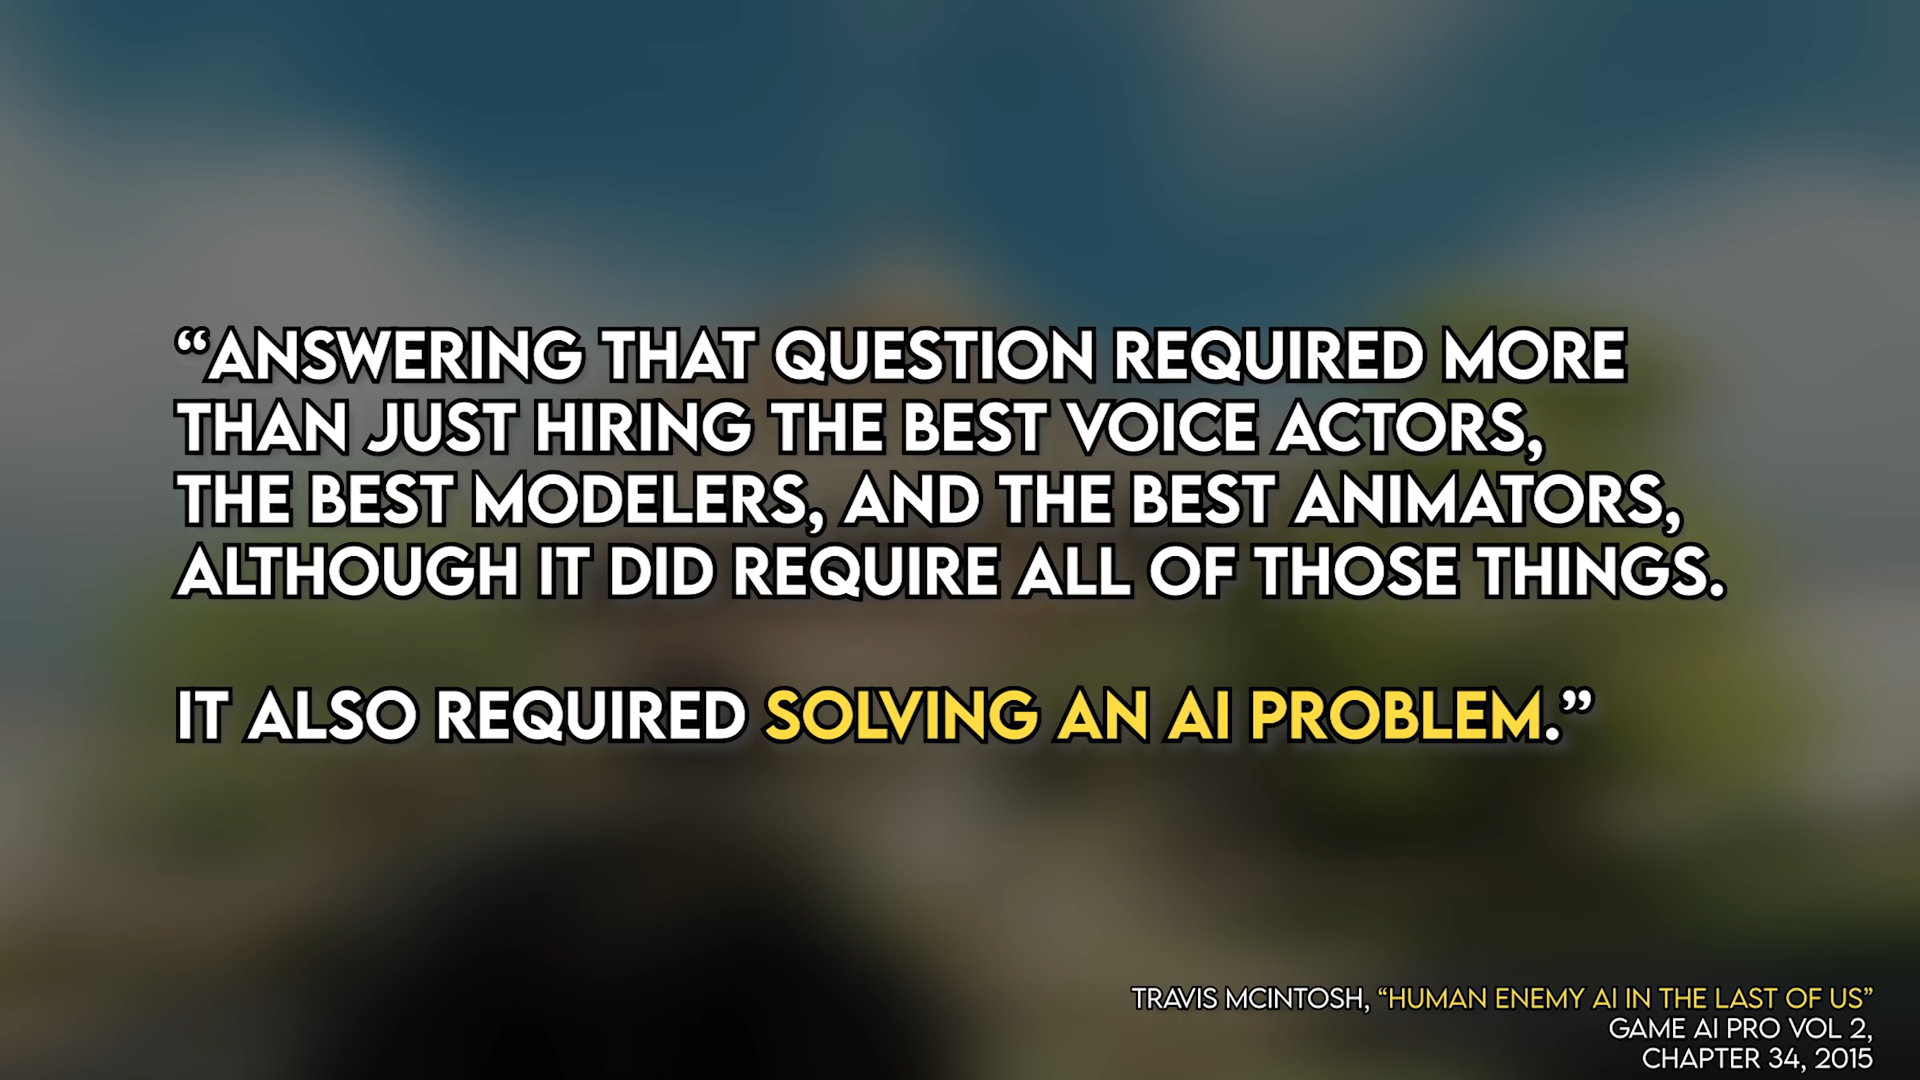 “ANSWERING THAT QUESTION REQUIRED MORE
THAN JUST HIRING THE BEST VOICE ACTORS,
THE BEST MODELERS, AND THE BEST ANIMATORS,
ALTHOUGH IT DID REQUIRE ALL OF THOSE THINGS.
IT ALSO REQUIRED SOLVING AN AI PROBLEM.”
TRAVIS MCINTOSH, “HUMAN ENEMY AI IN THE LAST OF US”
GAME AI PRO VOL 2,
CHAPTER 34, 2015